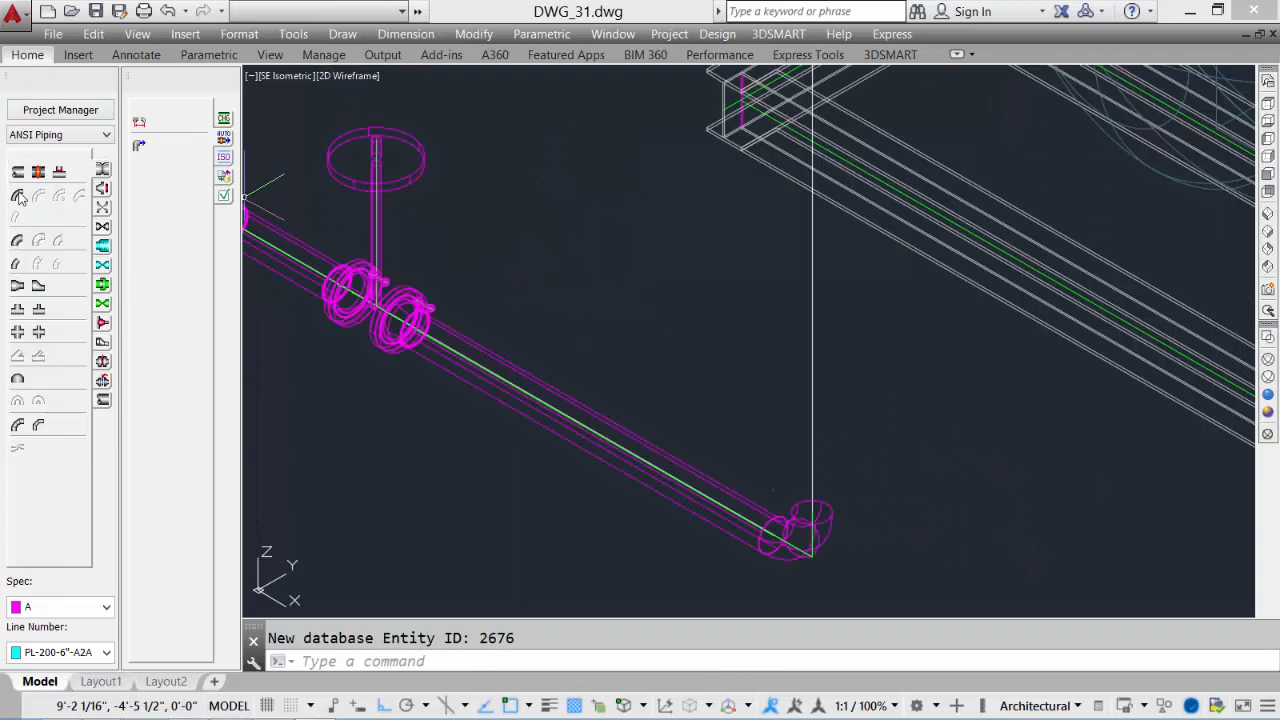 DWG_31.dwg
Type a keyword or phrase
Sign In
File Edit View Insert Format Tools Draw Dimension Modify Parametric Window Project Design 3DSMART Help Express
Home Insert Annotate Parametric View Manage Output Add-ins A360 Featured Apps BIM 360 Performance Express Tools 3DSMART
[−][SE Isometric][2D Wireframe]
Project Manager
ANSI Piping
CHG
AUTO
ISO
Spec:
A
Line Number:
PL-200-6"-A2A
Z
Y
X
New database Entity ID: 2676
Type a command
Model Layout1 Layout2
9'-2 1/16", -4'-5 1/2", 0'-0" MODEL 1:1 / 100% Architectural